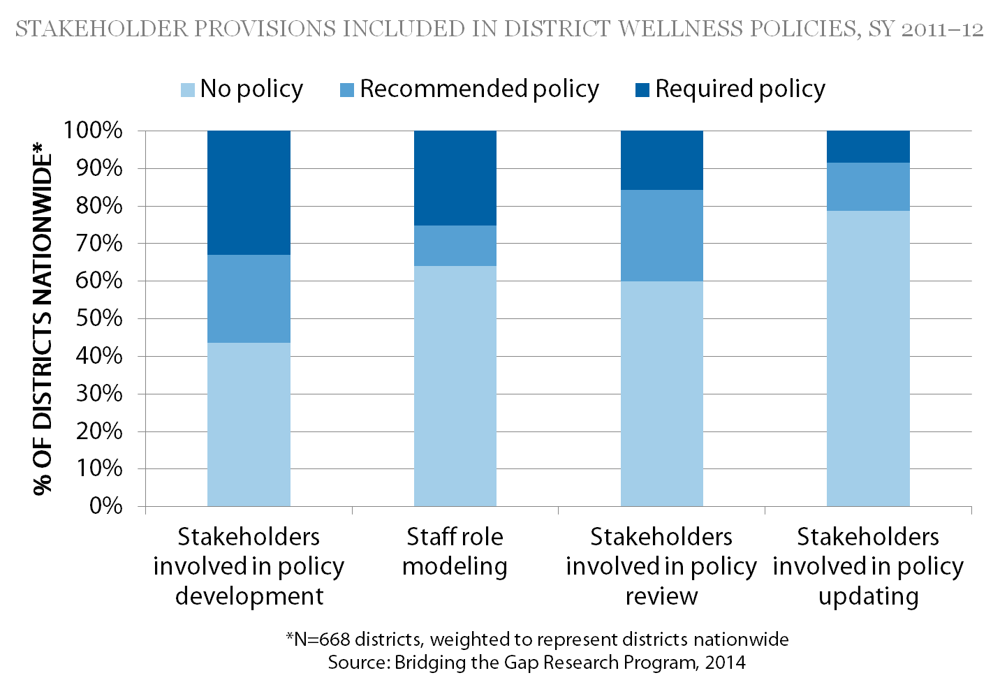 STAKEHOLDER PROVISIONS INCLUDED IN DISTRICT WELLNESS POLICIES, SY 2011–12
No policy
Recommended policy
Required policy
% OF DISTRICTS NATIONWIDE*
100%
90%
80%
70%
60%
50%
40%
30%
20%
10%
0%
Stakeholders
involved in policy
development
Staff role
modeling
Stakeholders
involved in policy
review
Stakeholders
involved in policy
updating
*N=668 districts, weighted to represent districts nationwide
Source: Bridging the Gap Research Program, 2014